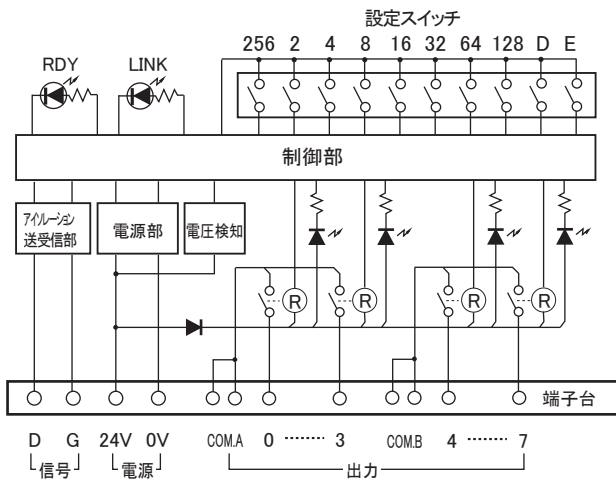 設定スイッチ
256 2 4 8 16 32 64 128 D E
RDY LINK
制御部
アイソレーション
送受信部
電源部
電圧検知
R R R R
端子台
D G 24V 0V COM.A 0 ········ 3 COM.B 4 ········ 7
信号 電源 出力